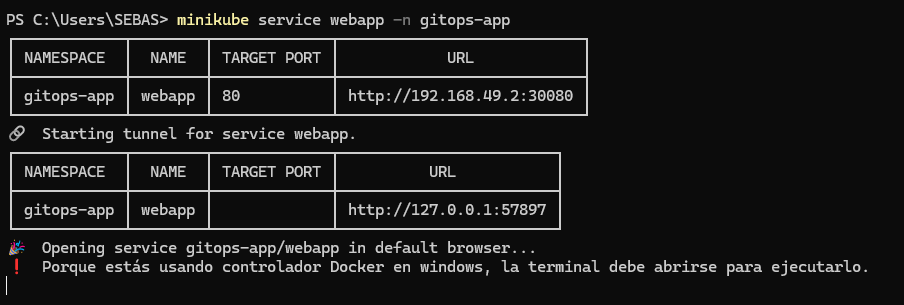 PS C:\Users\SEBAS> minikube service webapp -n gitops-app
NAMESPACE NAME TARGET PORT URL
gitops-app webapp 80 http://192.168.49.2:30080
🔗 Starting tunnel for service webapp.
NAMESPACE NAME TARGET PORT URL
gitops-app webapp http://127.0.0.1:57897
🎉 Opening service gitops-app/webapp in default browser...
❗ Porque estás usando controlador Docker en windows, la terminal debe abrirse para ejecutarlo.